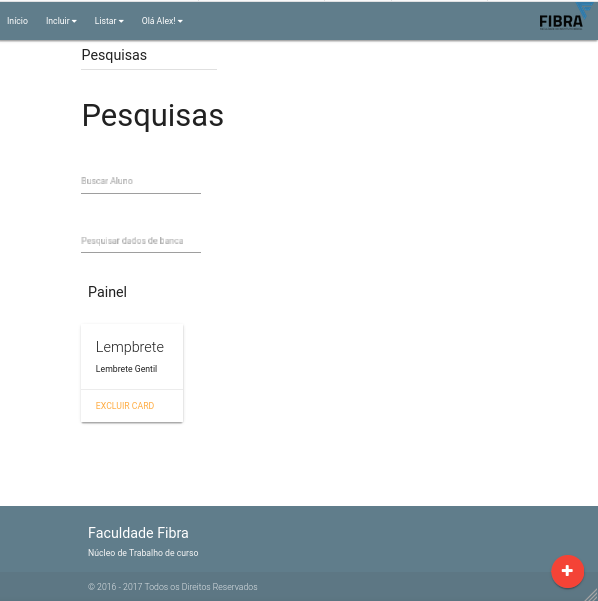 Início Incluir Listar Olá Alex! FIBRA
Pesquisas
Pesquisas
Buscar Aluno
Pesquisar dados de banca
Painel
Lempbrete
Lembrete Gentil
EXCLUIR CARD
Faculdade Fibra
Núcleo de Trabalho de curso
© 2016 - 2017 Todos os Direitos Reservados